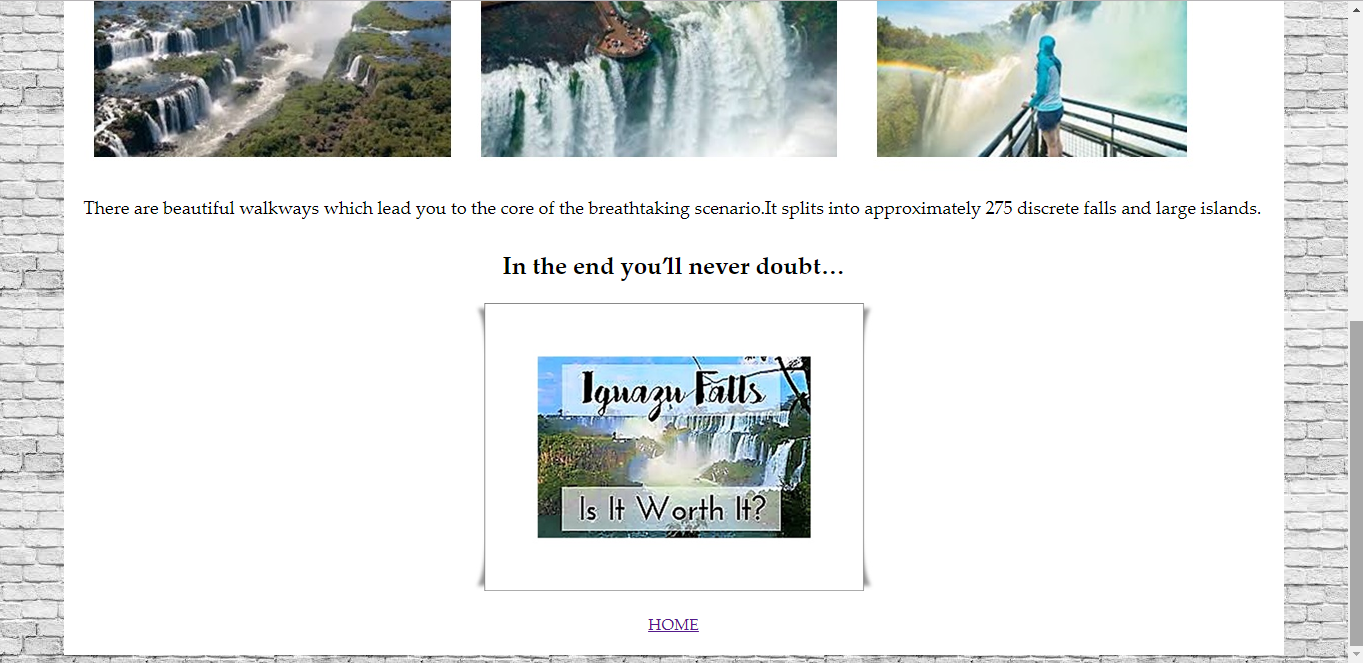 There are beautiful walkways which lead you to the core of the breathtaking scenario.It splits into approximately 275 discrete falls and large islands.
In the end you'll never doubt…
Iguazu Falls
Is It Worth It?
HOME